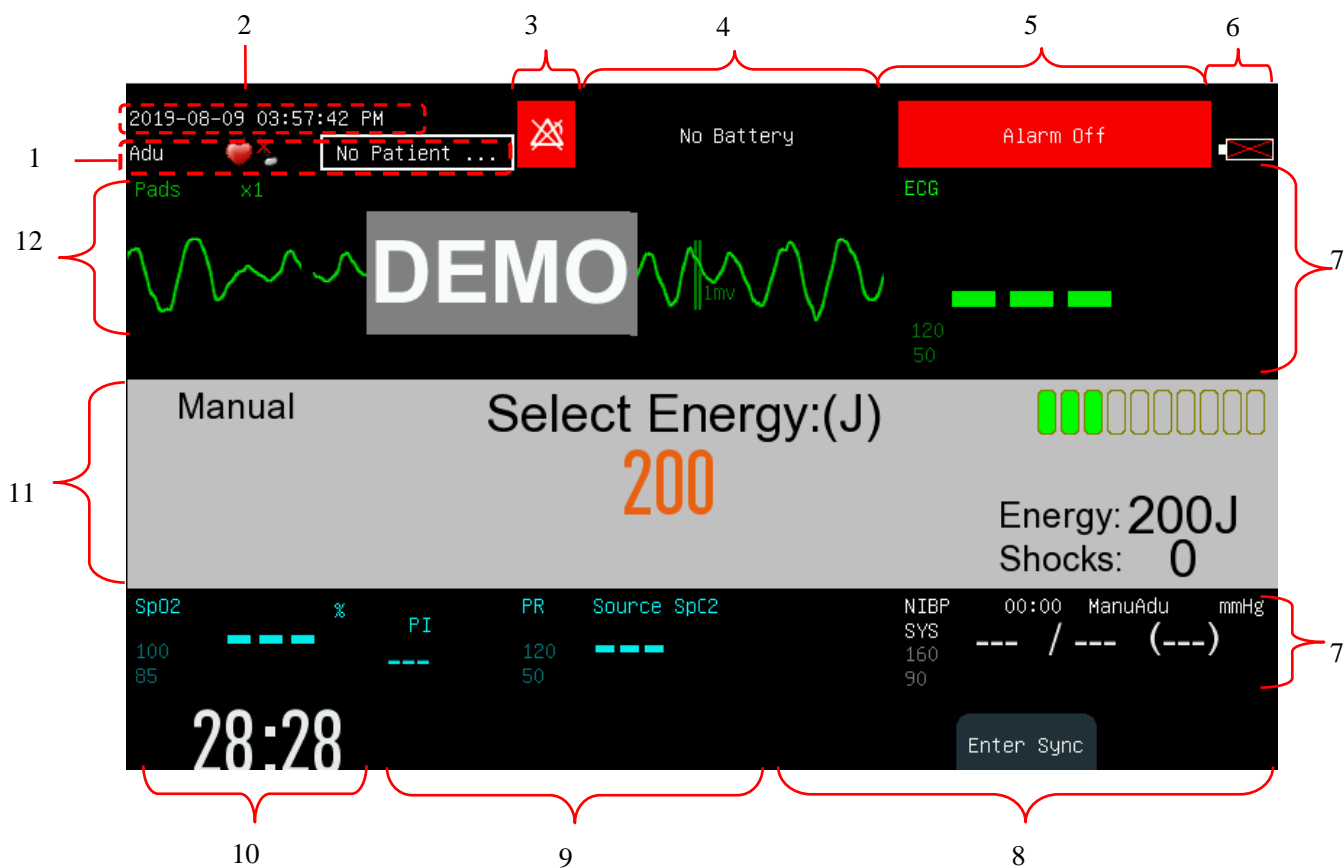 2 3 4 5 6
2019-08-09 03:57:42 PM
No Battery
Alarm Off
1
Adu
No Patient ...
Pads x1
ECG
12
7
DEMO
1mv
120
50
11
Manual
Select Energy:(J)
200
Energy: 200J
Shocks: 0
SpO2 %
100
85
PI
---
PR Source SpC2
120
50
---
NIBP 00:00 ManuAdu mmHg
SYS
160
90
--- / --- (---)
7
28:28
Enter Sync
10 9 8